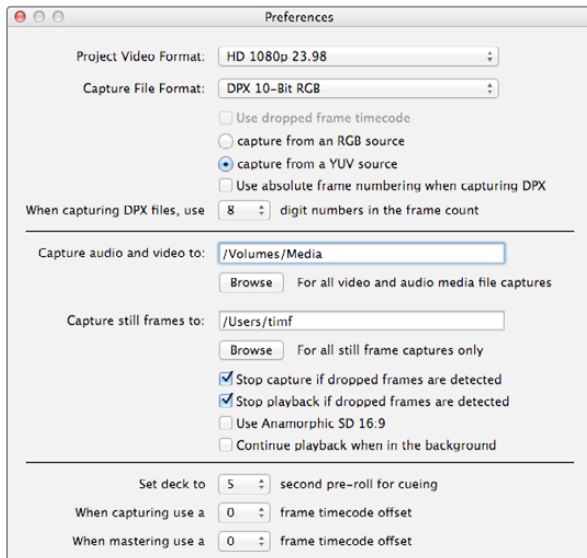 Preferences
Project Video Format: HD 1080p 23.98
Capture File Format: DPX 10-Bit RGB
Use dropped frame timecode
capture from an RGB source
capture from a YUV source
Use absolute frame numbering when capturing DPX
When capturing DPX files, use 8 digit numbers in the frame count
Capture audio and video to: /Volumes/Media
Browse For all video and audio media file captures
Capture still frames to: /Users/timf
Browse For all still frame captures only
Stop capture if dropped frames are detected
Stop playback if dropped frames are detected
Use Anamorphic SD 16:9
Continue playback when in the background
Set deck to 5 second pre-roll for cueing
When capturing use a 0 frame timecode offset
When mastering use a 0 frame timecode offset